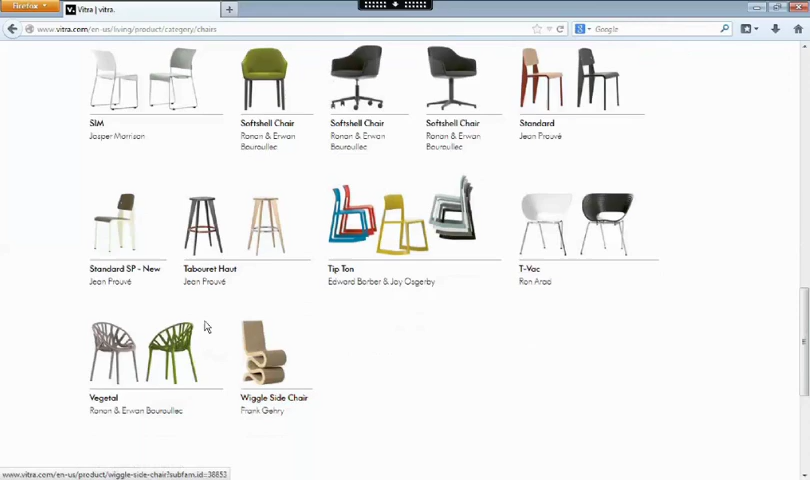 Firefox
Vitra | vitra.
www.vitra.com/en-us/living/product/category/chairs
Google
SIM
Jasper Morrison
Softshell Chair
Ronan & Erwan
Bouroullec
Softshell Chair
Ronan & Erwan
Bouroullec
Softshell Chair
Ronan & Erwan
Bouroullec
Standard
Jean Prouvé
Standard SP - New
Jean Prouvé
Tabouret Haut
Jean Prouvé
Tip Ton
Edward Barber & Jay Osgerby
T-Vac
Ron Arad
Vegetal
Ronan & Erwan Bouroullec
Wiggle Side Chair
Frank Gehry
www.vitra.com/en-us/product/wiggle-side-chair?subfam.id=38853